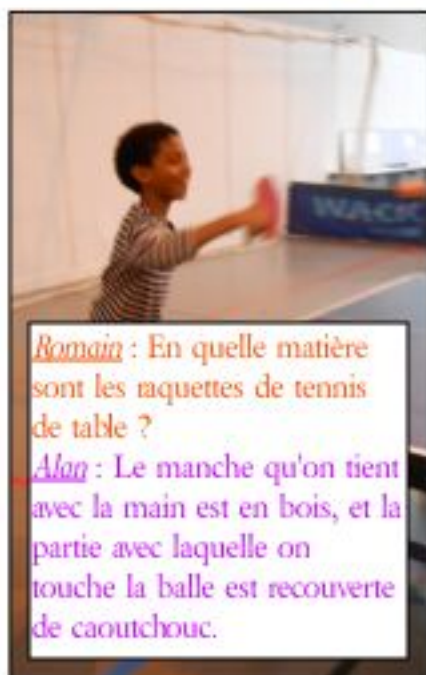 WACK
Romain : En quelle matière
sont les raquettes de tennis
de table ?
Alan : Le manche qu'on tient
avec la main est en bois, et la
partie avec laquelle on
touche la balle est recouverte
de caoutchouc.